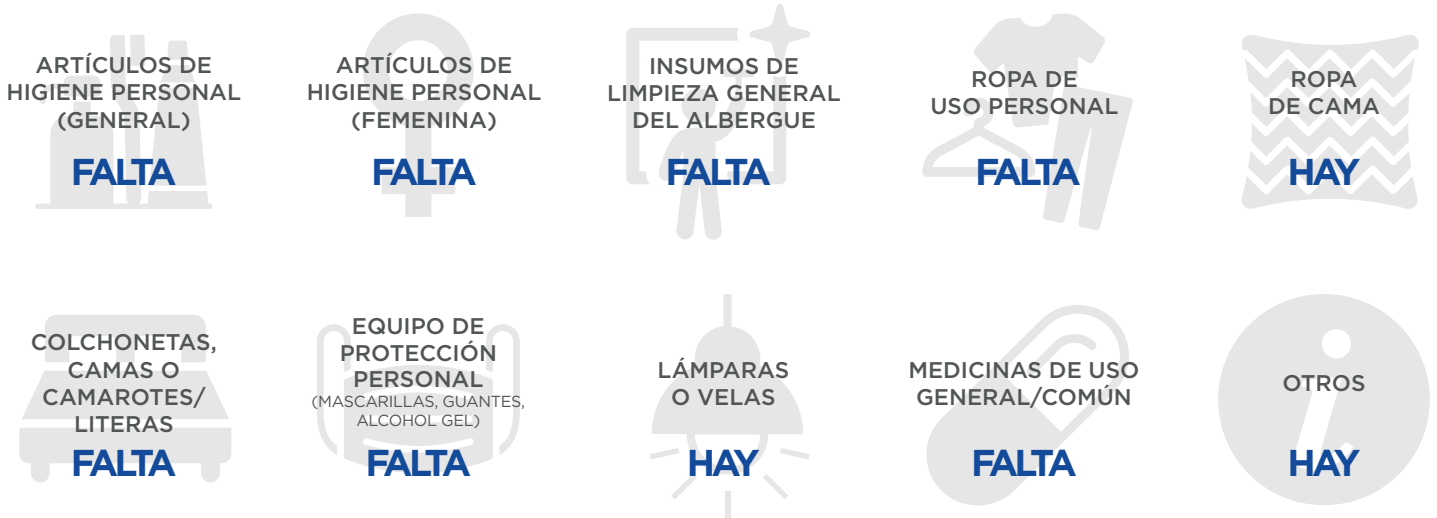 ARTÍCULOS DE
HIGIENE PERSONAL
(GENERAL)
FALTA
ARTÍCULOS DE
HIGIENE PERSONAL
(FEMENINA)
FALTA
INSUMOS DE
LIMPIEZA GENERAL
DEL ALBERGUE
FALTA
ROPA DE
USO PERSONAL
FALTA
ROPA
DE CAMA
HAY
COLCHONETAS,
CAMAS O
CAMAROTES/
LITERAS
FALTA
EQUIPO DE
PROTECCIÓN
PERSONAL
(MASCARILLAS, GUANTES,
ALCOHOL GEL)
FALTA
LÁMPARAS
O VELAS
HAY
MEDICINAS DE USO
GENERAL/COMÚN
FALTA
OTROS
HAY